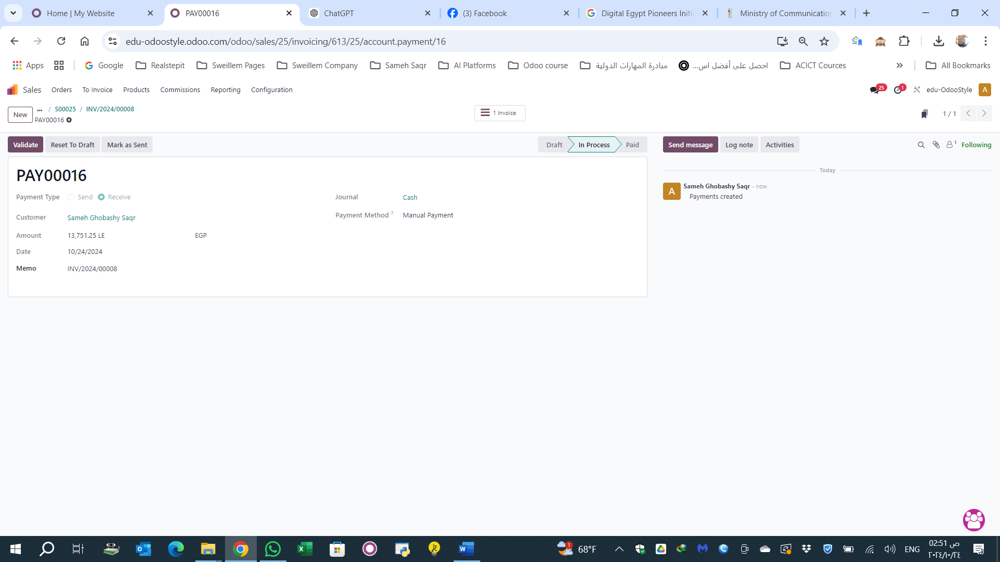 Home | My Website
PAY00016
ChatGPT
(3) Facebook
Digital Egypt Pioneers Initi
Ministry of Communication
edu-odoostyle.odoo.com/odoo/sales/25/invoicing/613/25/account.payment/16
Apps
Google
Realstepit
Sweillem Pages
Sweillem Company
Sameh Saqr
AI Platforms
Odoo course
مبادرة المهارات الدولية
احصل على أفضل اس...
ACICT Cources
All Bookmarks
Sales
Orders
To Invoice
Products
Commissions
Reporting
Configuration
25
1
edu-OdooStyle
A
New
... / S00025 / INV/2024/00008
PAY00016
1 Invoice
1 / 1
Validate
Reset To Draft
Mark as Sent
Draft
In Process
Paid
Send message
Log note
Activities
1
Following
PAY00016
Payment Type
Send
Receive
Customer
Sameh Ghobashy Saqr
Amount
13,751.25 LE
EGP
Date
10/24/2024
Memo
INV/2024/00008
Journal
Cash
Payment Method ?
Manual Payment
Today
A
Sameh Ghobashy Saqr - now
Payments created
1
68°F
ENG
02:51 ص
٢٠٢٤/١٠/٢٤